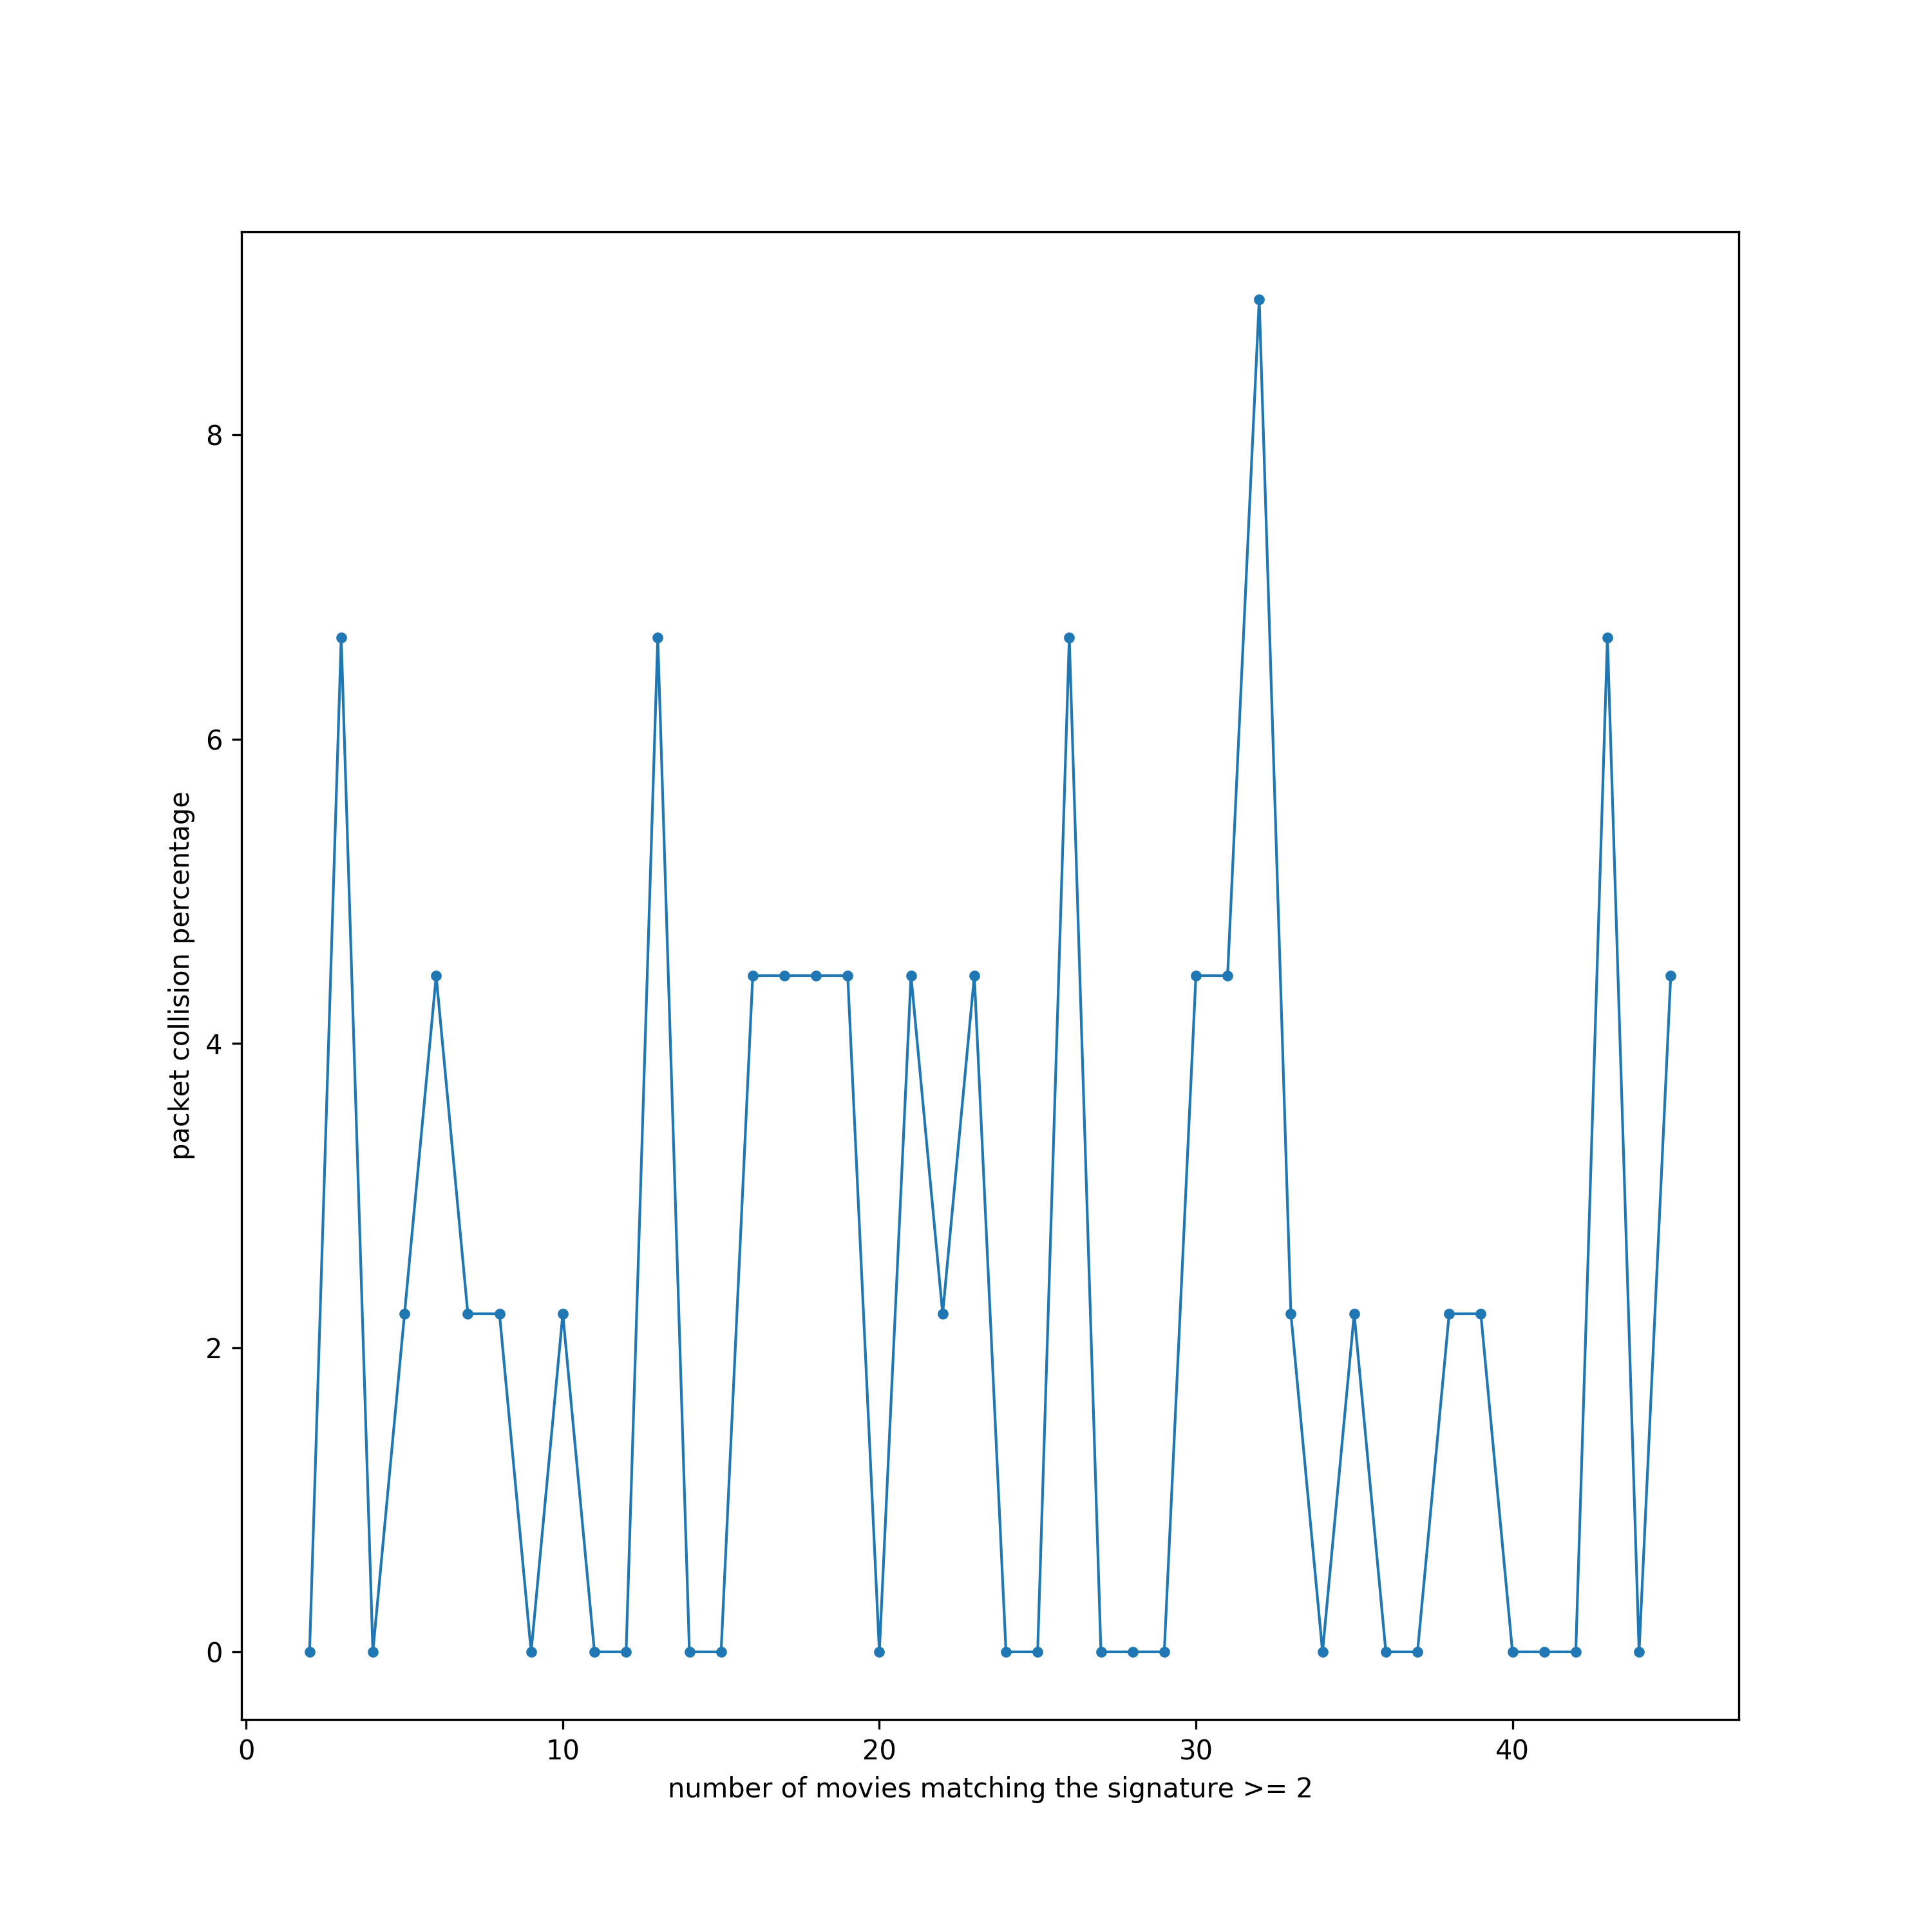 packet collision percentage
8
6
4
2
0
0 10 20 30 40
number of movies matching the signature >= 2